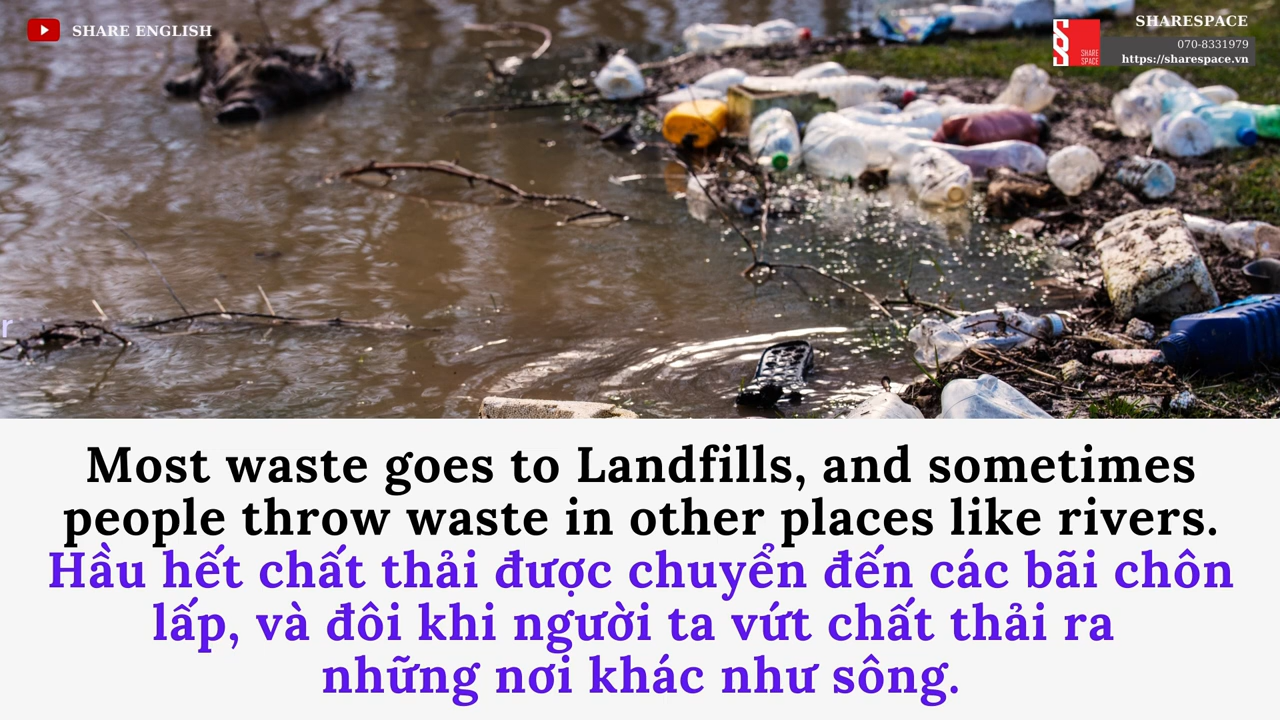 SHARE ENGLISH
SHARESPACE
070-8331979
https://sharespace.vn
SHARE
SPACE
r
Most waste goes to Landfills, and sometimes
people throw waste in other places like rivers.
Hầu hết chất thải được chuyển đến các bãi chôn
lấp, và đôi khi người ta vứt chất thải ra
những nơi khác như sông.